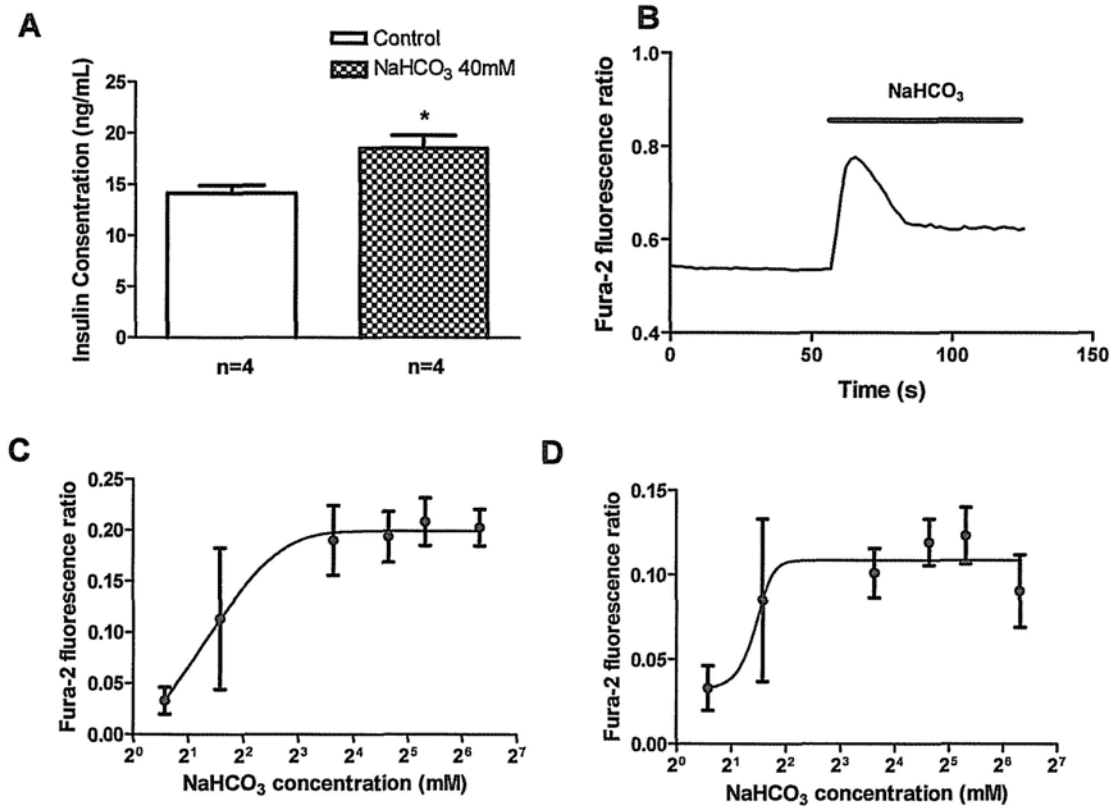 A
Control
NaHCO3 40mM
Insulin Consentration (ng/mL)
25
20
15
10
5
0
*
n=4
n=4
B
Fura-2 fluorescence ratio
1.0
0.8
0.6
0.4
NaHCO3
0
50
100
150
Time (s)
C
Fura-2 fluorescence ratio
0.25
0.20
0.15
0.10
0.05
0.00
2^0 2^1 2^2 2^3 2^4 2^5 2^6 2^7
NaHCO3 concentration (mM)
D
Fura-2 fluorescence ratio
0.15
0.10
0.05
0.00
2^0 2^1 2^2 2^3 2^4 2^5 2^6 2^7
NaHCO3 concentration (mM)